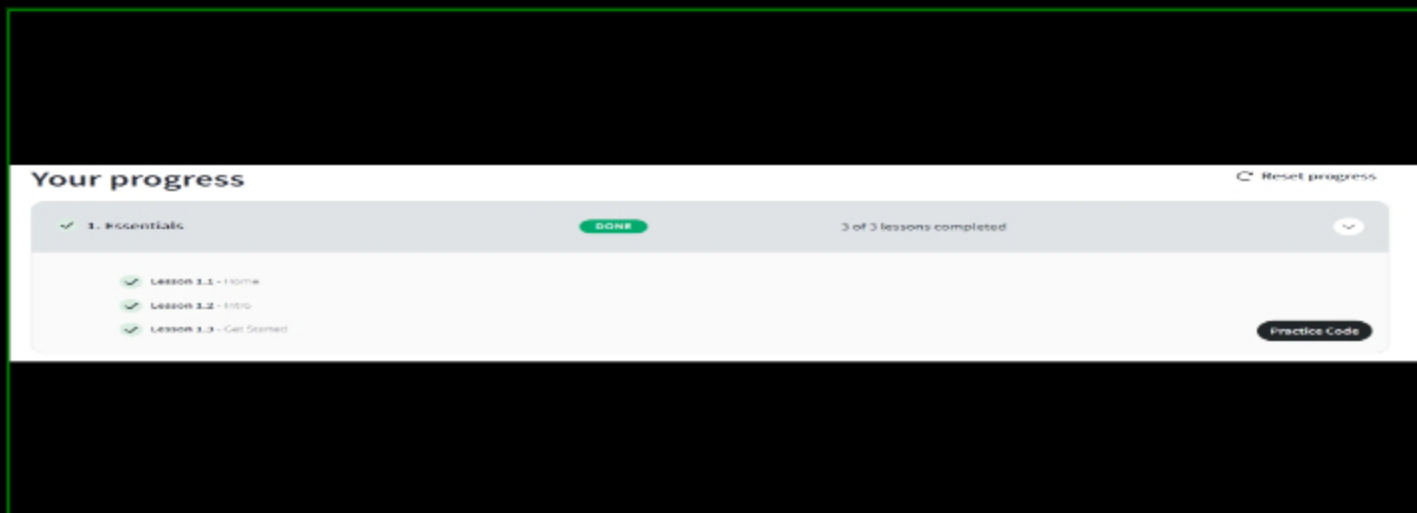 Your progress
Reset progress
1. Essentials
DONE
3 of 3 lessons completed
Lesson 1.1 - Home
Lesson 1.2 - Intro
Lesson 1.3 - Get Started
Practice Code